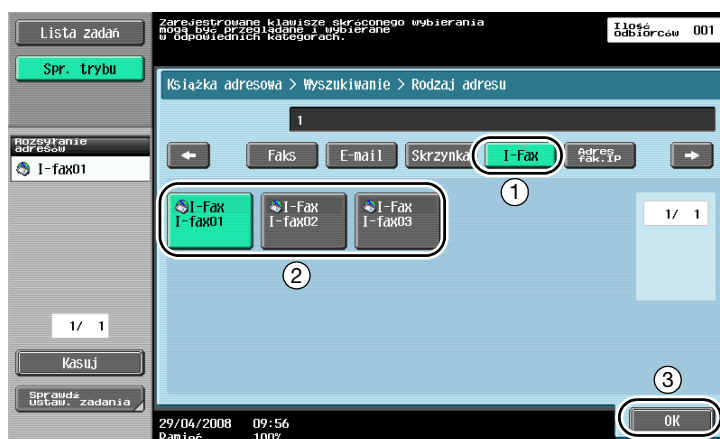 Lista zadań
Spr. trybu
Zarejestrowane klawisze skróconego wybierania
mogą być przeglądane i wybierane
w odpowiednich kategorach.
Ilość
odbiorców 001
Książka adresowa > Wyszukiwanie > Rodzaj adresu
1
Rozsyłanie
adresów
I-fax01
Faks
E-mail
Skrzynka
I-Fax
Adres
fak.IP
1
I-Fax
I-fax01
I-Fax
I-fax02
I-Fax
I-fax03
1/ 1
2
1/ 1
Kasuj
Sprawdź
ustaw. zadania
3
OK
29/04/2008 09:56
Pamięć 100%